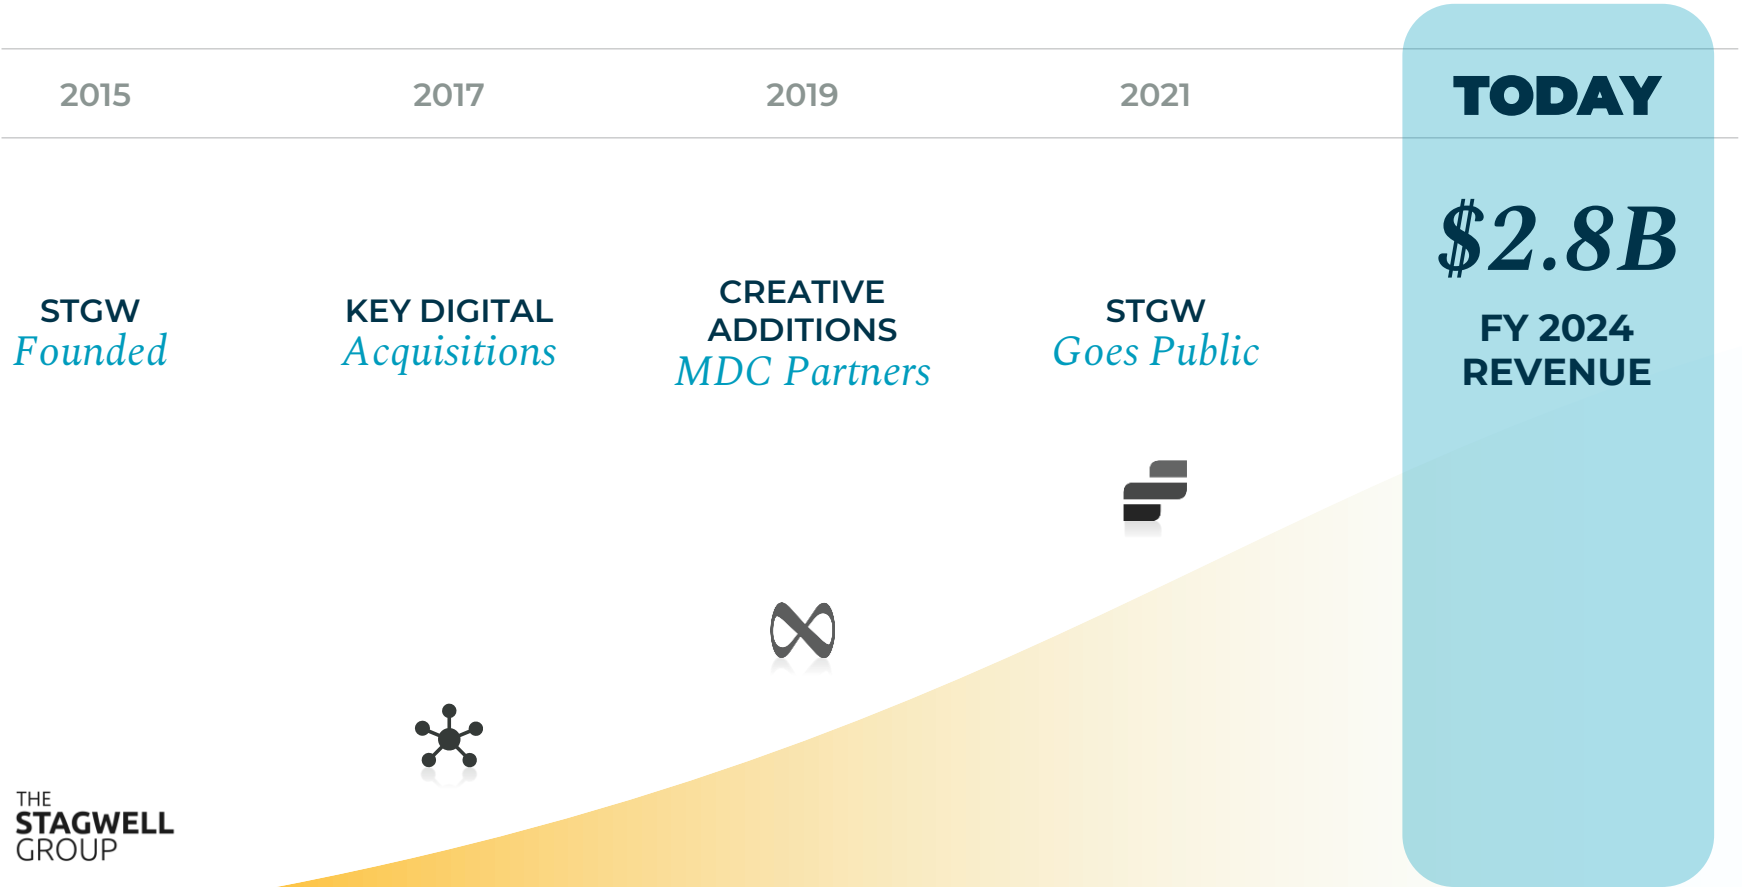 2015
2017
2019
2021
TODAY
STGW
Founded
KEY DIGITAL
Acquisitions
CREATIVE
ADDITIONS
MDC Partners
STGW
Goes Public
$2.8B
FY 2024
REVENUE
THE
STAGWELL
GROUP